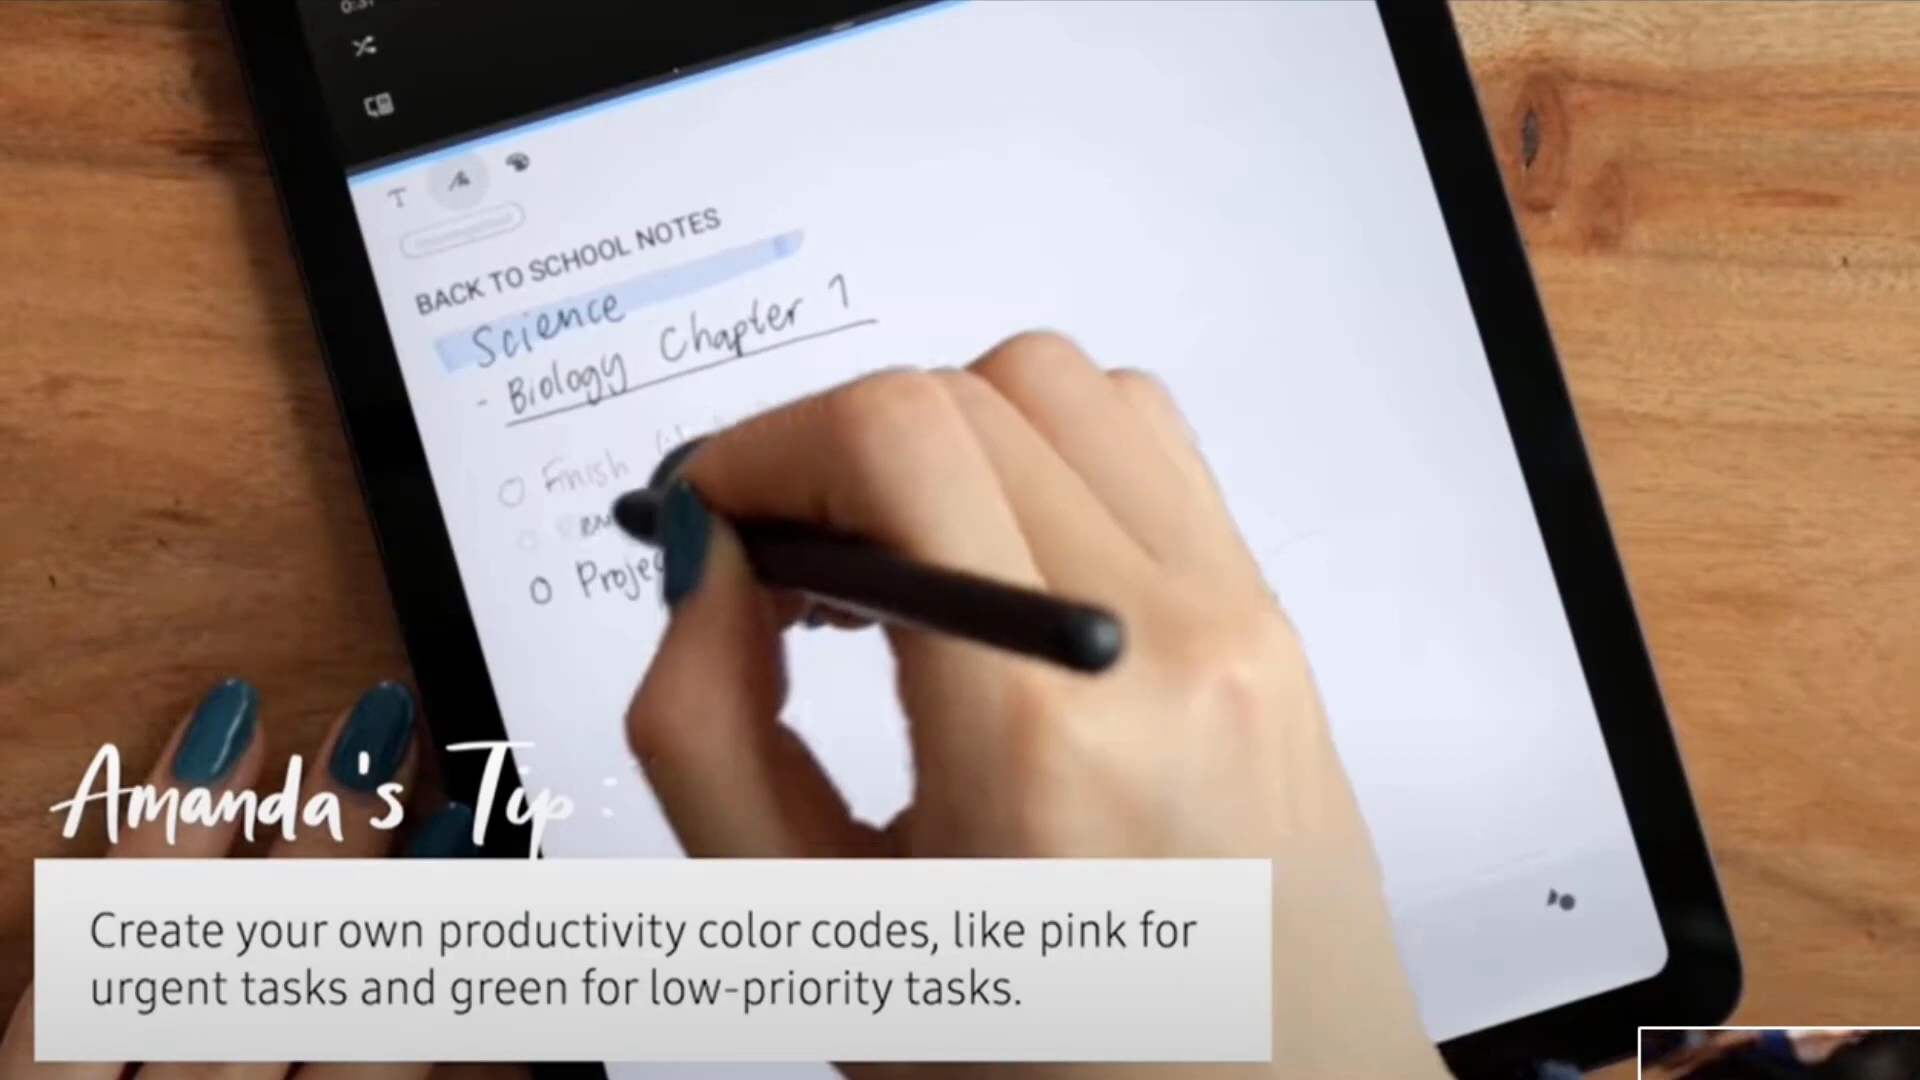 T
BACK TO SCHOOL NOTES
Science
- Biology Chapter 1
Finish
Amanda's Tip:
Create your own productivity color codes, like pink for
urgent tasks and green for low-priority tasks.